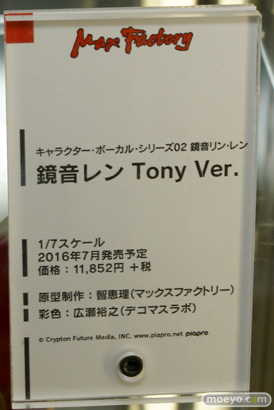 Max Factory
キャラクター・ボーカル・シリーズ02 鏡音リン・レン
鏡音レン Tony Ver.
1/7スケール
2016年7月発売予定
価格：11,852円 +税
原型制作：智恵理（マックスファクトリー）
彩色：広瀬裕之（デコマスラボ）
© Crypton Future Media, INC. www.piapro.net piapro
moeyo.com